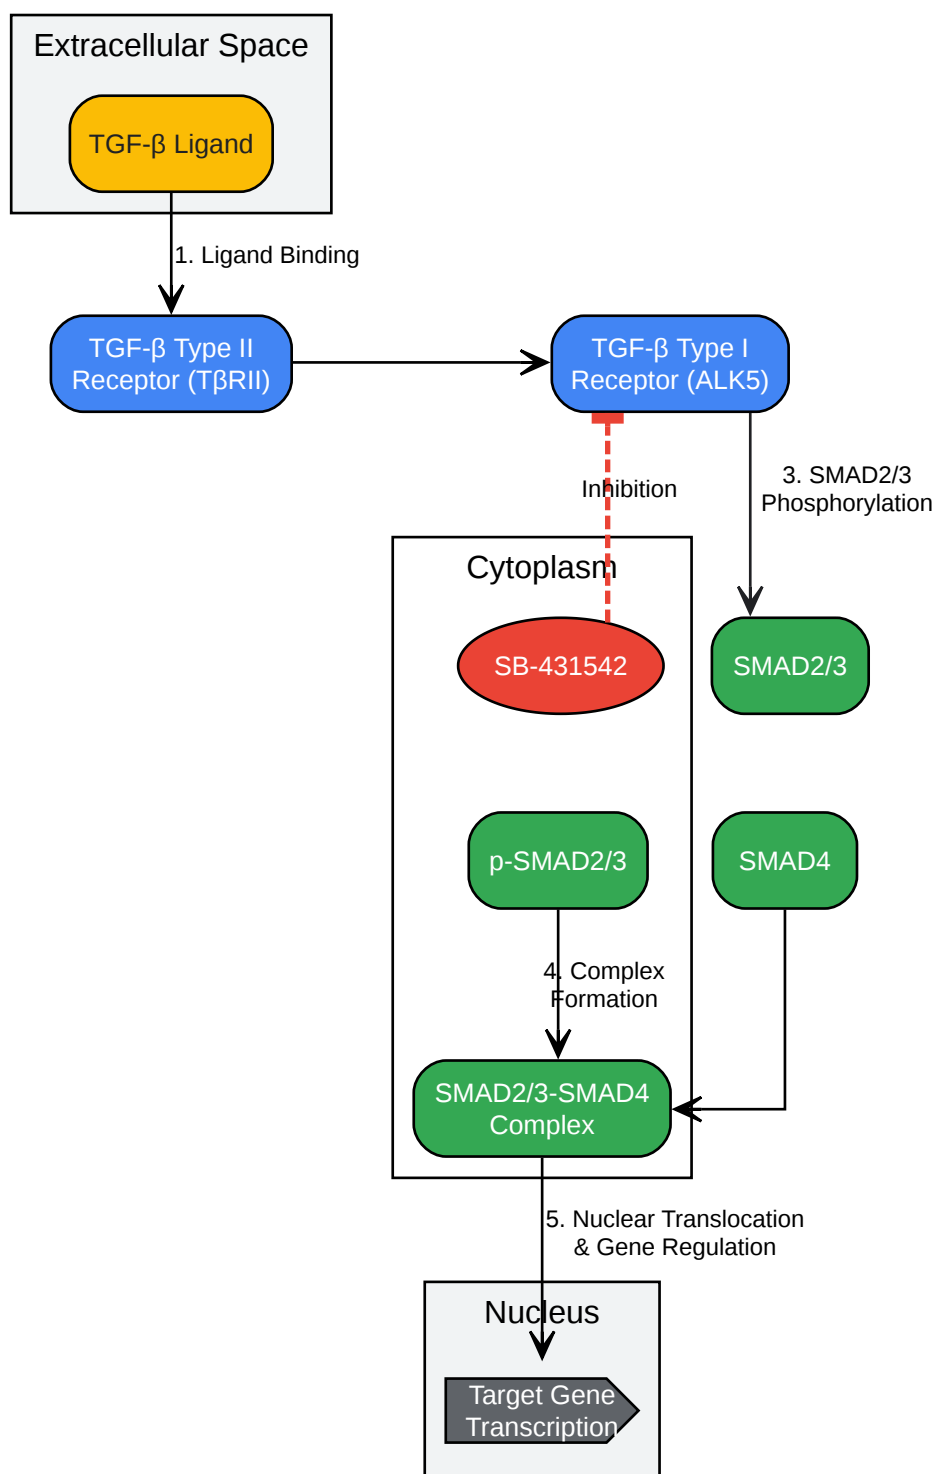 Extracellular Space
TGF-β Ligand
1. Ligand Binding
TGF-β Type II
Receptor (TβRII)
TGF-β Type I
Receptor (ALK5)
Inhibition
3. SMAD2/3
Phosphorylation
Cytoplasm
SB-431542
SMAD2/3
p-SMAD2/3
SMAD4
4. Complex
Formation
SMAD2/3-SMAD4
Complex
5. Nuclear Translocation
& Gene Regulation
Nucleus
Target Gene
Transcription